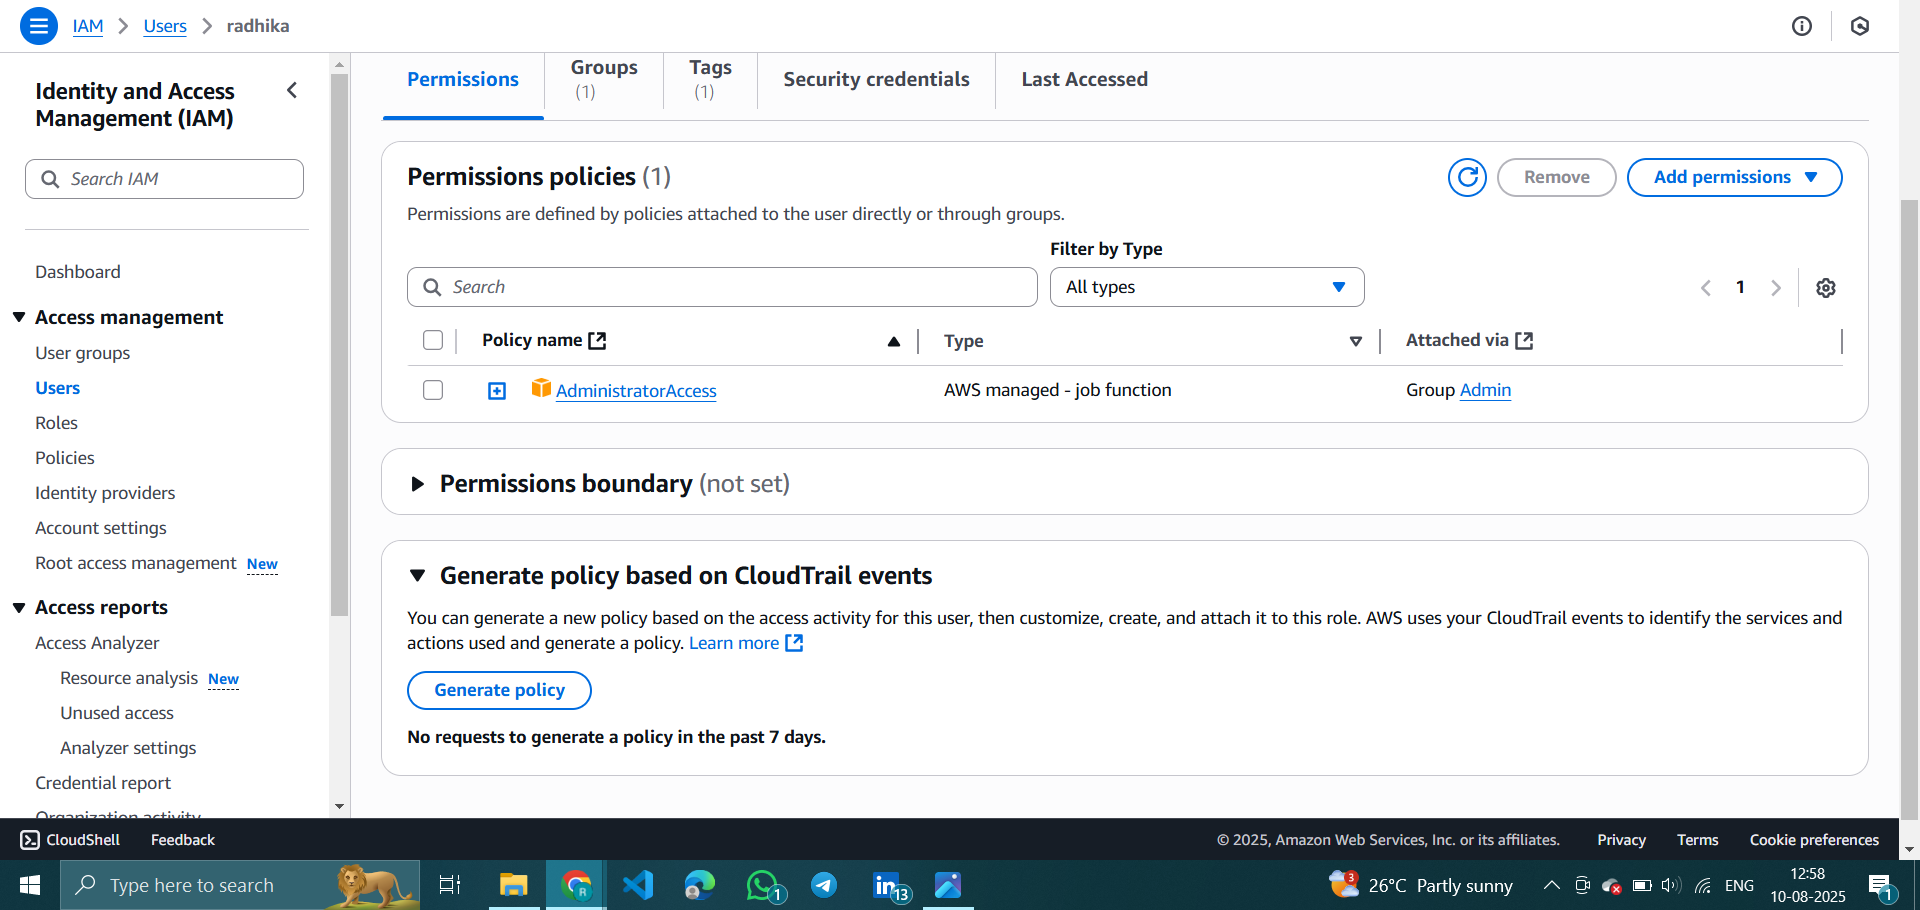 IAM > Users > radhika
Identity and Access
Management (IAM)
Search IAM
Dashboard
Access management
User groups
Users
Roles
Policies
Identity providers
Account settings
Root access management New
Access reports
Access Analyzer
Resource analysis New
Unused access
Analyzer settings
Credential report
Organization activity
Permissions
Groups
(1)
Tags
(1)
Security credentials
Last Accessed
Permissions policies (1)
Remove
Add permissions
Permissions are defined by policies attached to the user directly or through groups.
Filter by Type
Search
All types
1
Policy name
Type
Attached via
AdministratorAccess
AWS managed - job function
Group Admin
Permissions boundary (not set)
Generate policy based on CloudTrail events
You can generate a new policy based on the access activity for this user, then customize, create, and attach it to this role. AWS uses your CloudTrail events to identify the services and
actions used and generate a policy. Learn more
Generate policy
No requests to generate a policy in the past 7 days.
CloudShell
Feedback
© 2025, Amazon Web Services, Inc. or its affiliates.
Privacy
Terms
Cookie preferences
Type here to search
R
1
in 13
3
26°C Partly sunny
ENG
12:58
10-08-2025
1